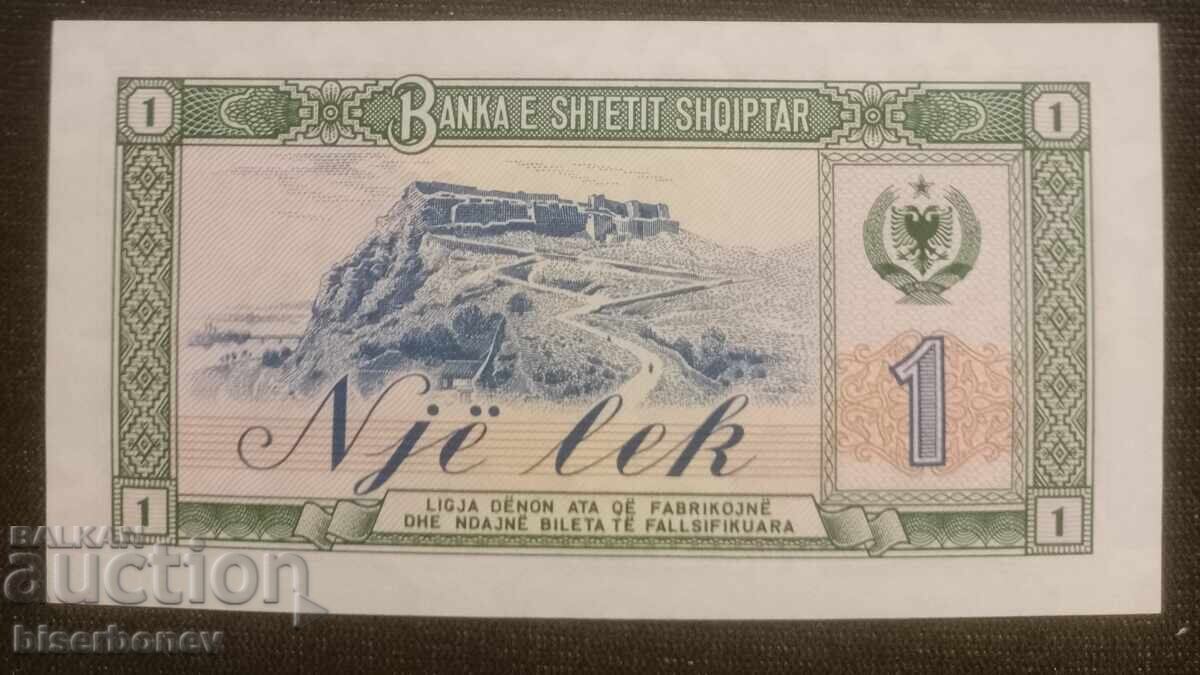 1 BANKA E SHTETIT SHQIPTAR 1
Një lek
1
LIGJA DËNON ATA QË FABRIKOJNË
DHE NDAJNË BILETA TË FALLSIFIKUARA
1 1
BALKAN
auction
biserbonev